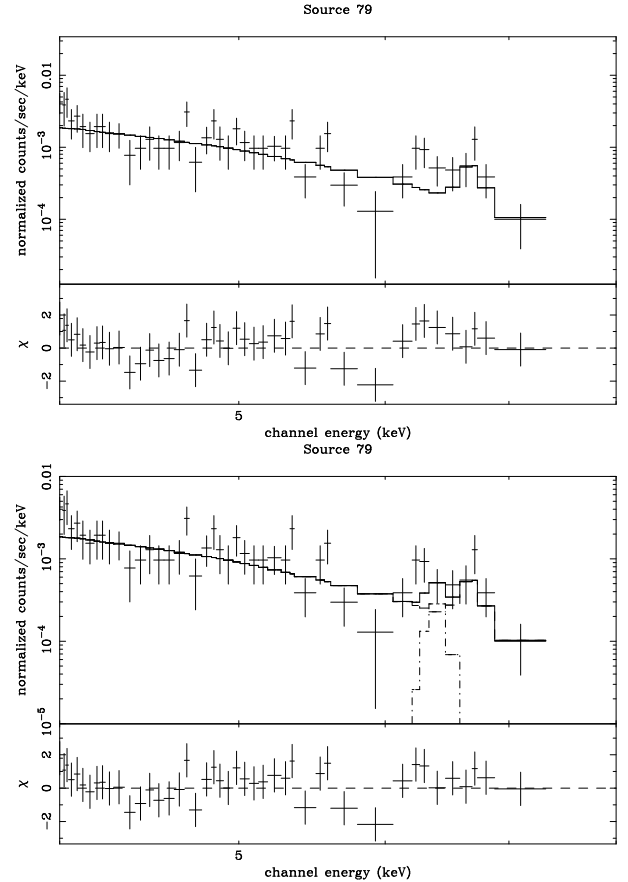 Source 79
normalized counts/sec/keV
0.01
10⁻³
10⁻⁴
χ
2
0
−2
5
channel energy (keV)
Source 79
normalized counts/sec/keV
0.01
10⁻³
10⁻⁴
10⁻⁵
χ
2
0
−2
5
channel energy (keV)